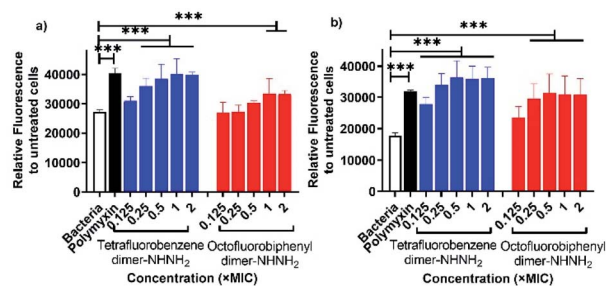 a)
***
***
***
Relative Fluorescence
to untreated cells
40000
30000
20000
10000
0
Bacteria
Polymyxin
0.125
0.25
0.5
1
2
0.125
0.25
0.5
1
2
Tetrafluorobenzene
dimer-NHNH2
Octofluorobiphenyl
dimer-NHNH2
Concentration (×MIC)
b)
***
***
***
Relative Fluorescence
to untreated cells
50000
40000
30000
20000
10000
0
Bacteria
Polymyxin
0.125
0.25
0.5
1
2
0.125
0.25
0.5
1
2
Tetrafluorobenzene
dimer-NHNH2
Octofluorobiphenyl
dimer-NHNH2
Concentration (×MIC)